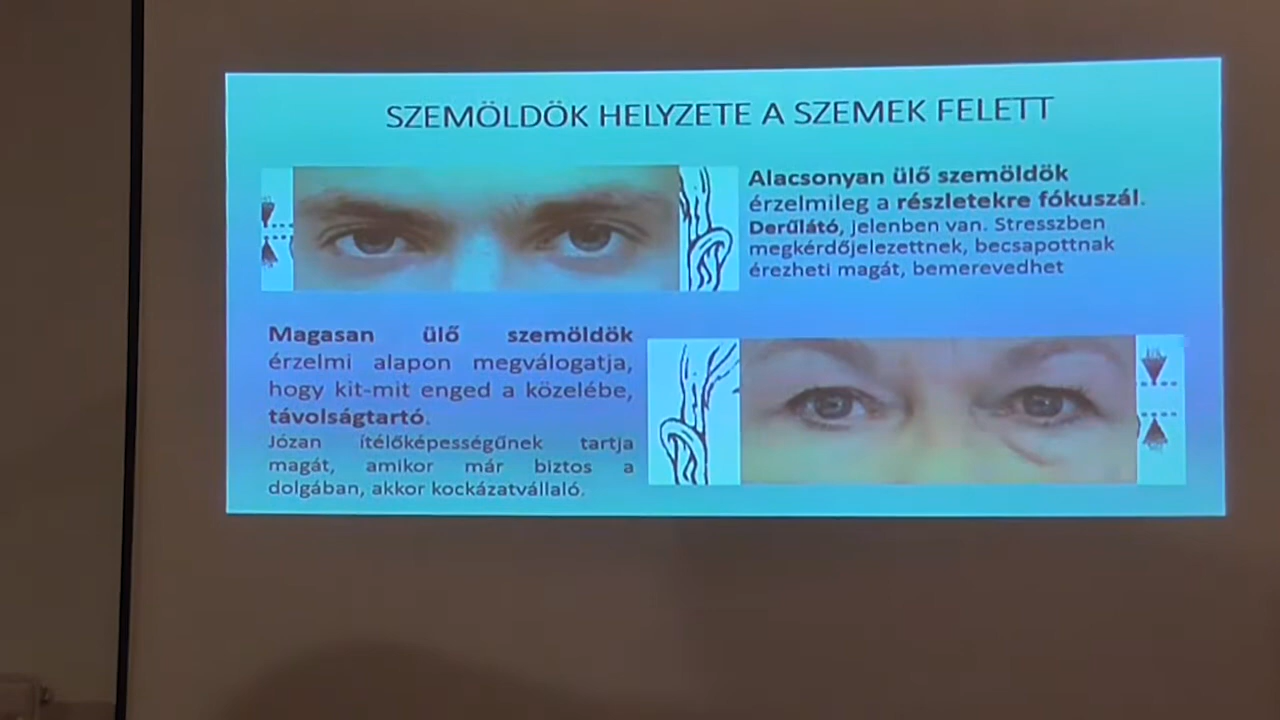 SZEMÖLDÖK HELYZETE A SZEMEK FELETT
Alacsonyan ülő szemöldök
érzelmileg a részletekre fókuszál.
Derűlátó, jelenben van. Stresszben
megkérdőjelezettnek, becsapottnak
érezheti magát, bemerevedhet
Magasan ülő szemöldök
érzelmi alapon megválogatja,
hogy kit-mit enged a közelébe,
távolságtartó.
Józan ítélőképességűnek tartja
magát, amikor már biztos a
dolgában, akkor kockázatvállaló.